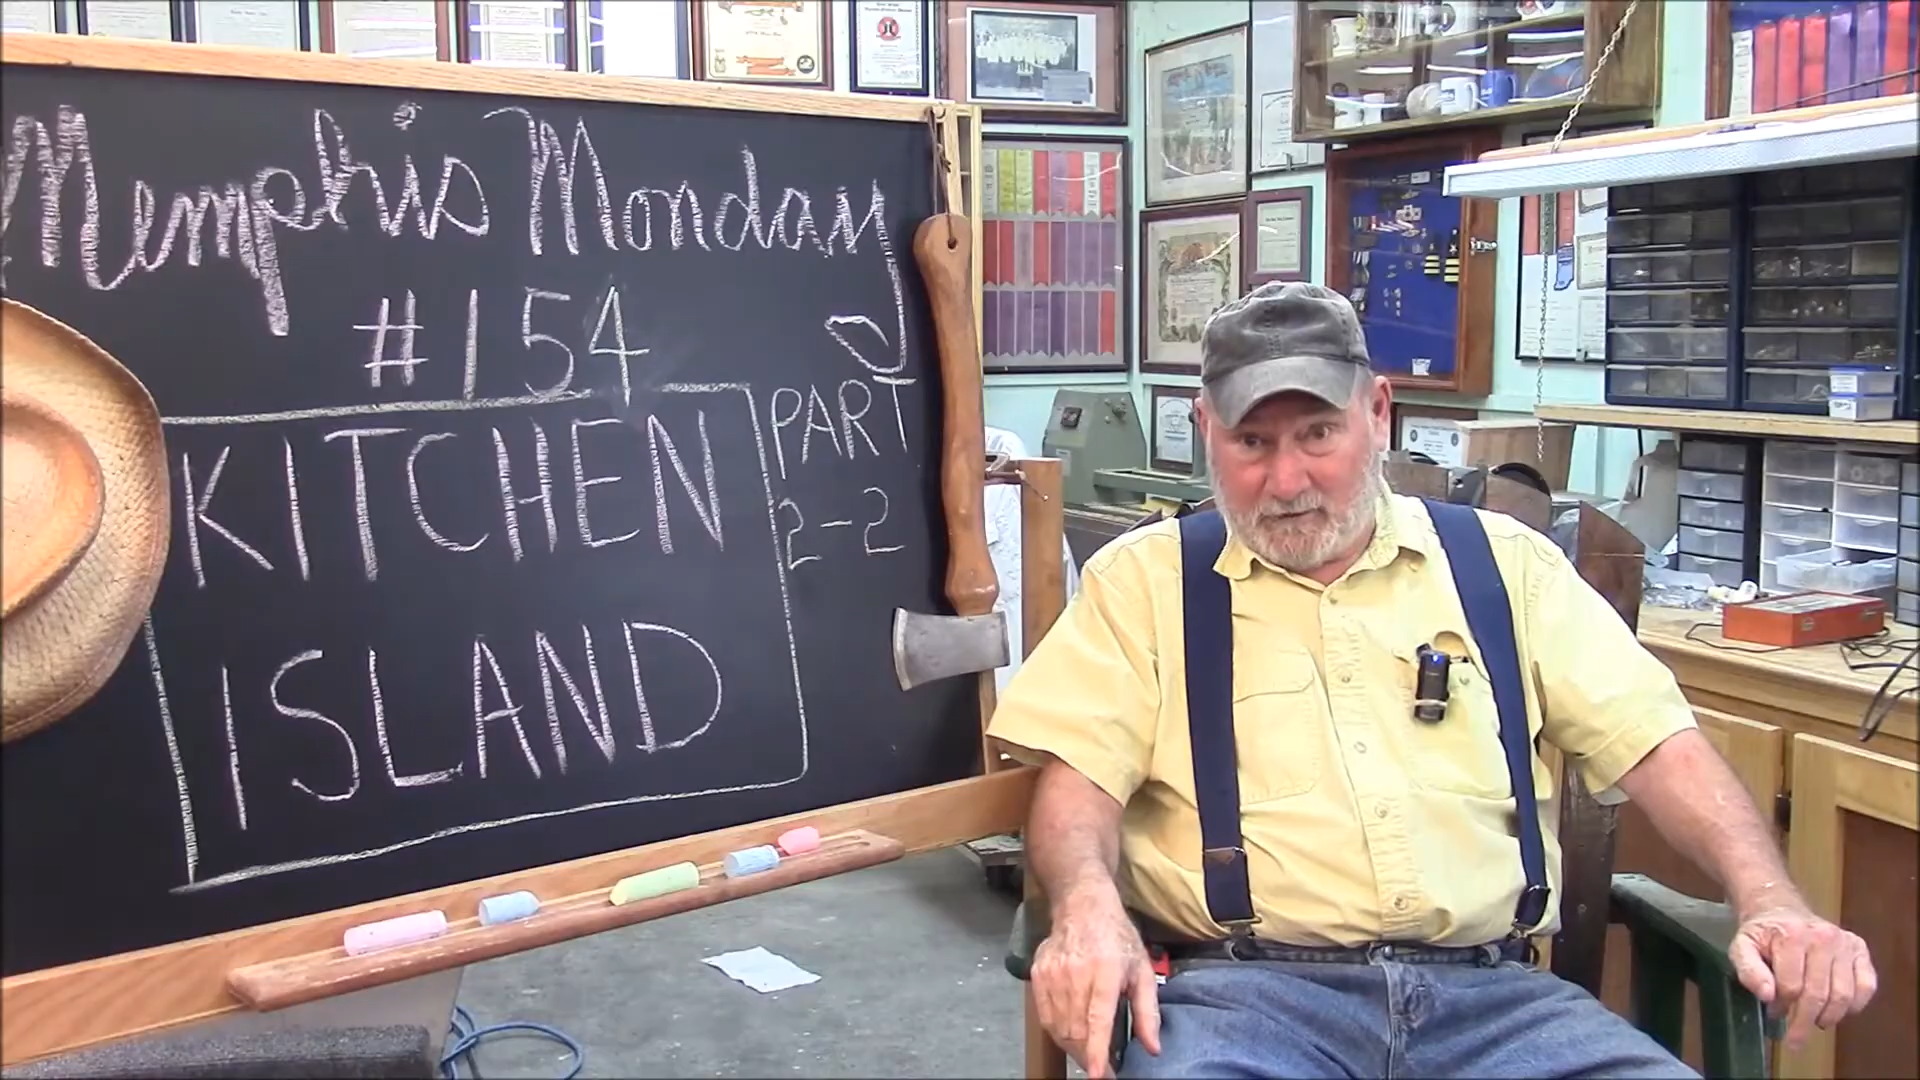 Memphis Monday
#154
KITCHEN
ISLAND
PART
2-2